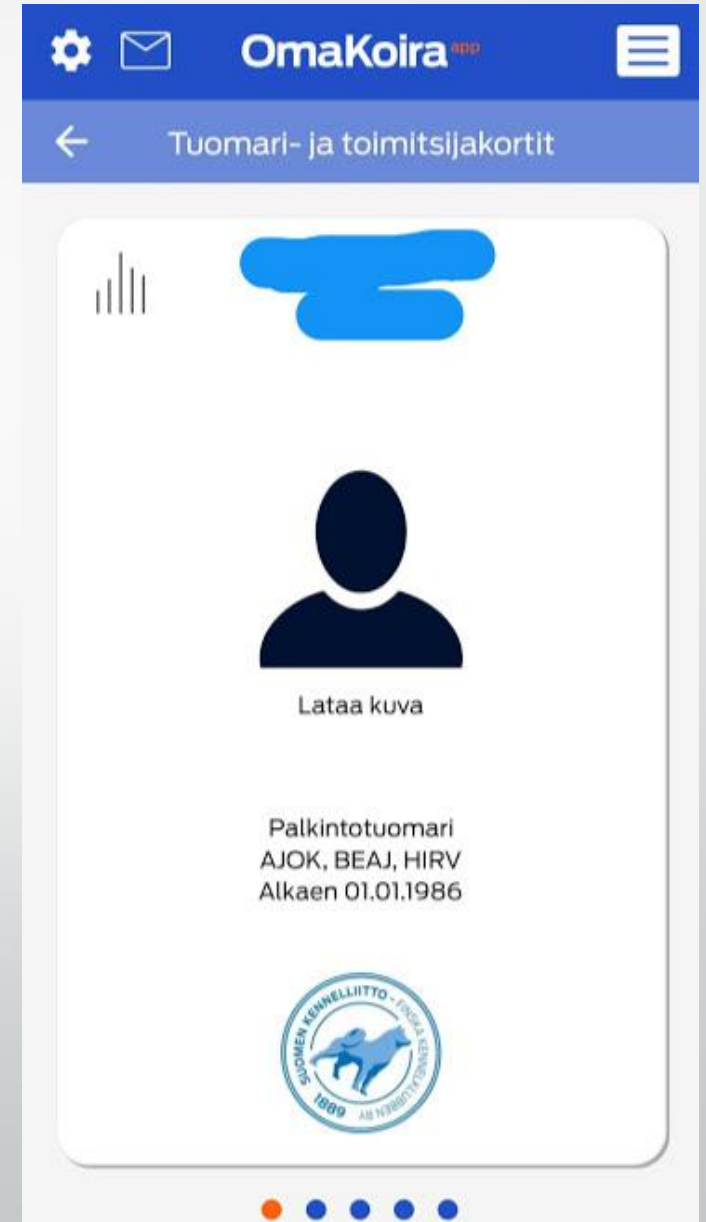 OmaKoira app
Tuomari- ja toimitsijakortit
Lataa kuva
Palkintotuomari
AJOK, BEAJ, HIRV
Alkaen 01.01.1986
SUOMEN KENNELLIITTO - FINSKA KENNELKLUBBEN RY
1889